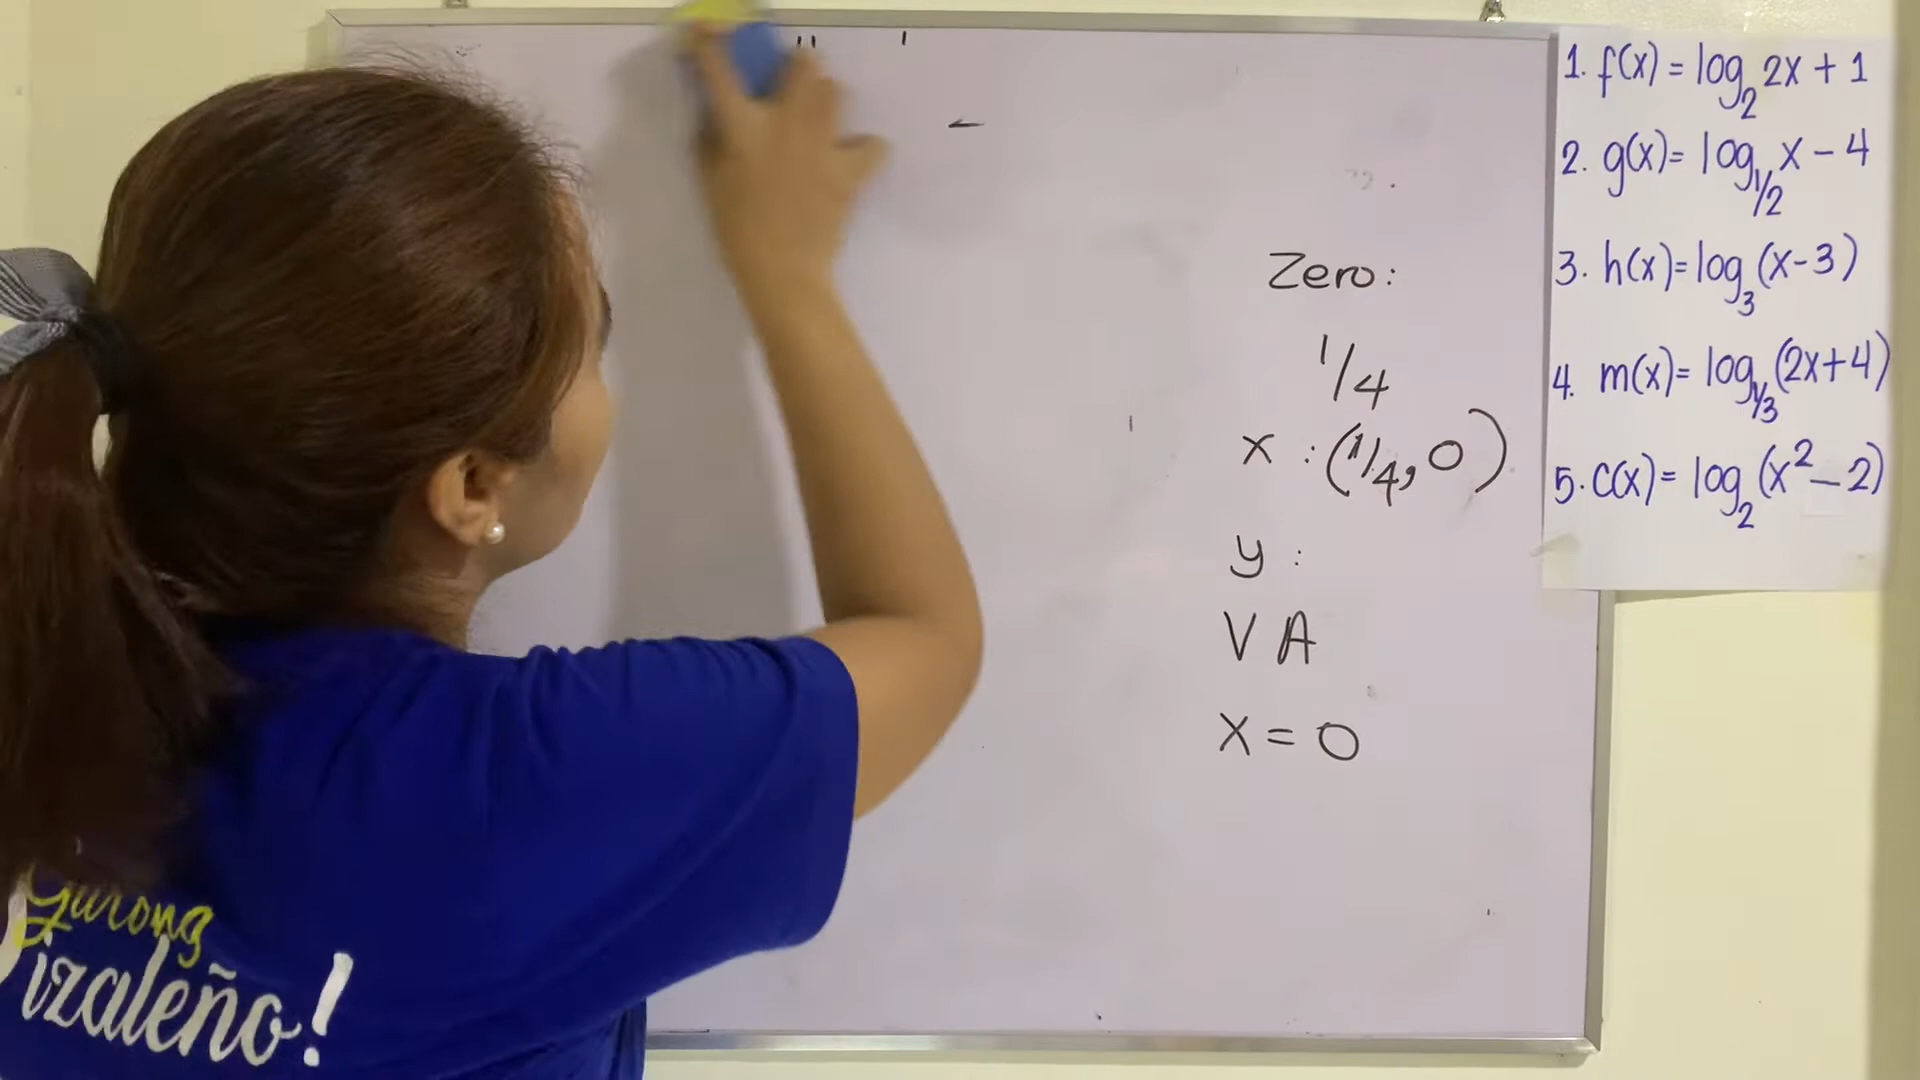 Zero:
1/4
x : (1/4, 0)
y :
VA
x = 0
1. f(x) = log₂ 2x + 1
2. g(x) = log₁/₂ x - 4
3. h(x) = log₃ (x-3)
4. m(x) = log₁/₃ (2x+4)
5. c(x) = log₂ (x² - 2)
Gurong
izaleño!